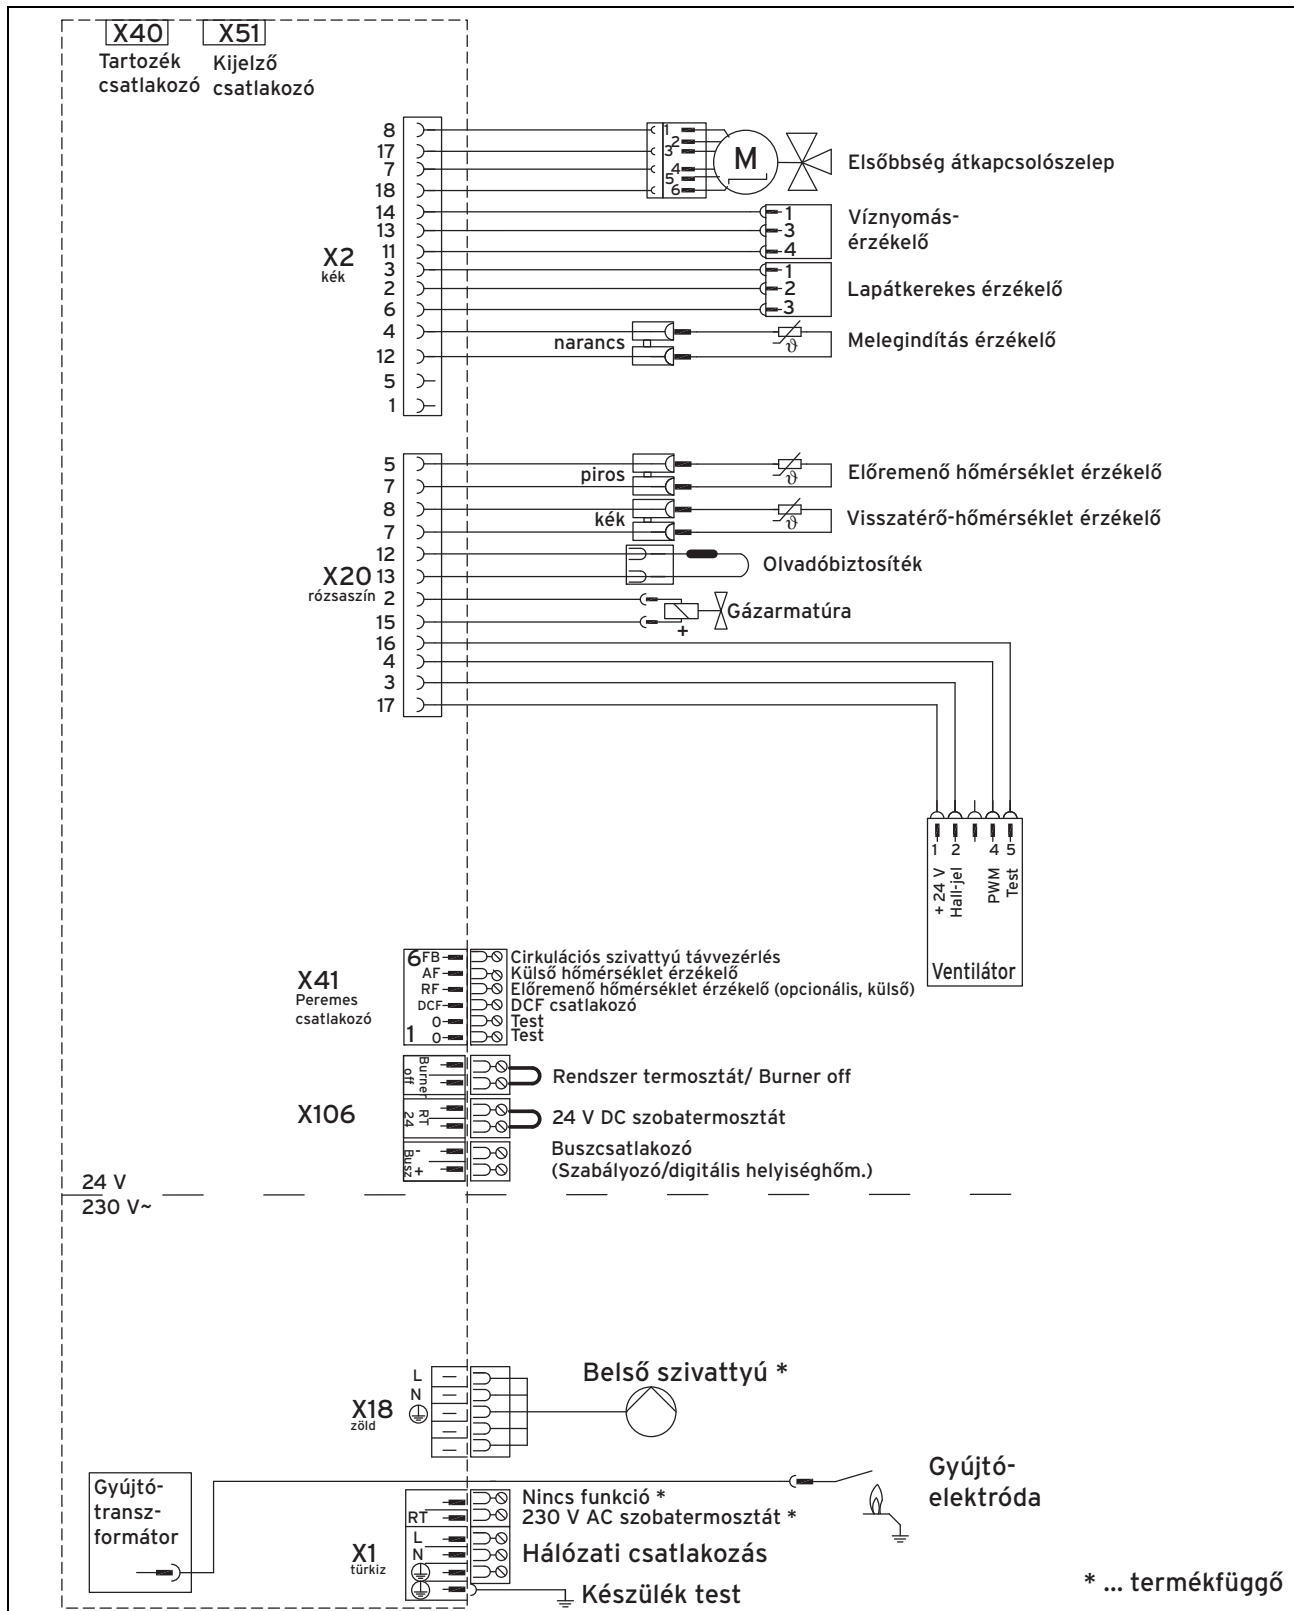 X40 X51
Tartozék csatlakozó
Kijelző csatlakozó
8
17
7
18
14
13
11
3
2
6
4
12
5
1
X2
kék
1
2
3
4
5
6
M
Elsőbbség átkapcsolószelep
1
3
4
Víznyomás-
érzékelő
1
2
3
Lapátkerekes érzékelő
narancs
ϑ
Melegindítás érzékelő
5
7
8
7
12
13
2
15
16
4
3
17
X20
rózsaszín
piros
ϑ
Előremenő hőmérséklet érzékelő
kék
ϑ
Visszatérő-hőmérséklet érzékelő
Olvadóbiztosíték
+
Gázarmatúra
1 2 4 5
+ 24 V
Hall-jel
PWM
Test
Ventilátor
X41
Peremes
csatlakozó
6 FB Cirkulációs szivattyú távvezérlés
AF Külső hőmérséklet érzékelő
RF Előremenő hőmérséklet érzékelő (opcionális, külső)
DCF DCF csatlakozó
0 Test
1 0 Test
X106
Burner
off
Rendszer termosztát/ Burner off
RT
24
24 V DC szobatermosztát
Busz
-
+
Buszcsatlakozó
(Szabályozó/digitális helyiséghőm.)
24 V
230 V~
L
N
X18
zöld
Belső szivattyú *
Gyújtó-
transz-
formátor
Gyújtó-
elektróda
X1
türkiz
Nincs funkció *
RT 230 V AC szobatermosztát *
L
N
Hálózati csatlakozás
Készülék test
* ... termékfüggő